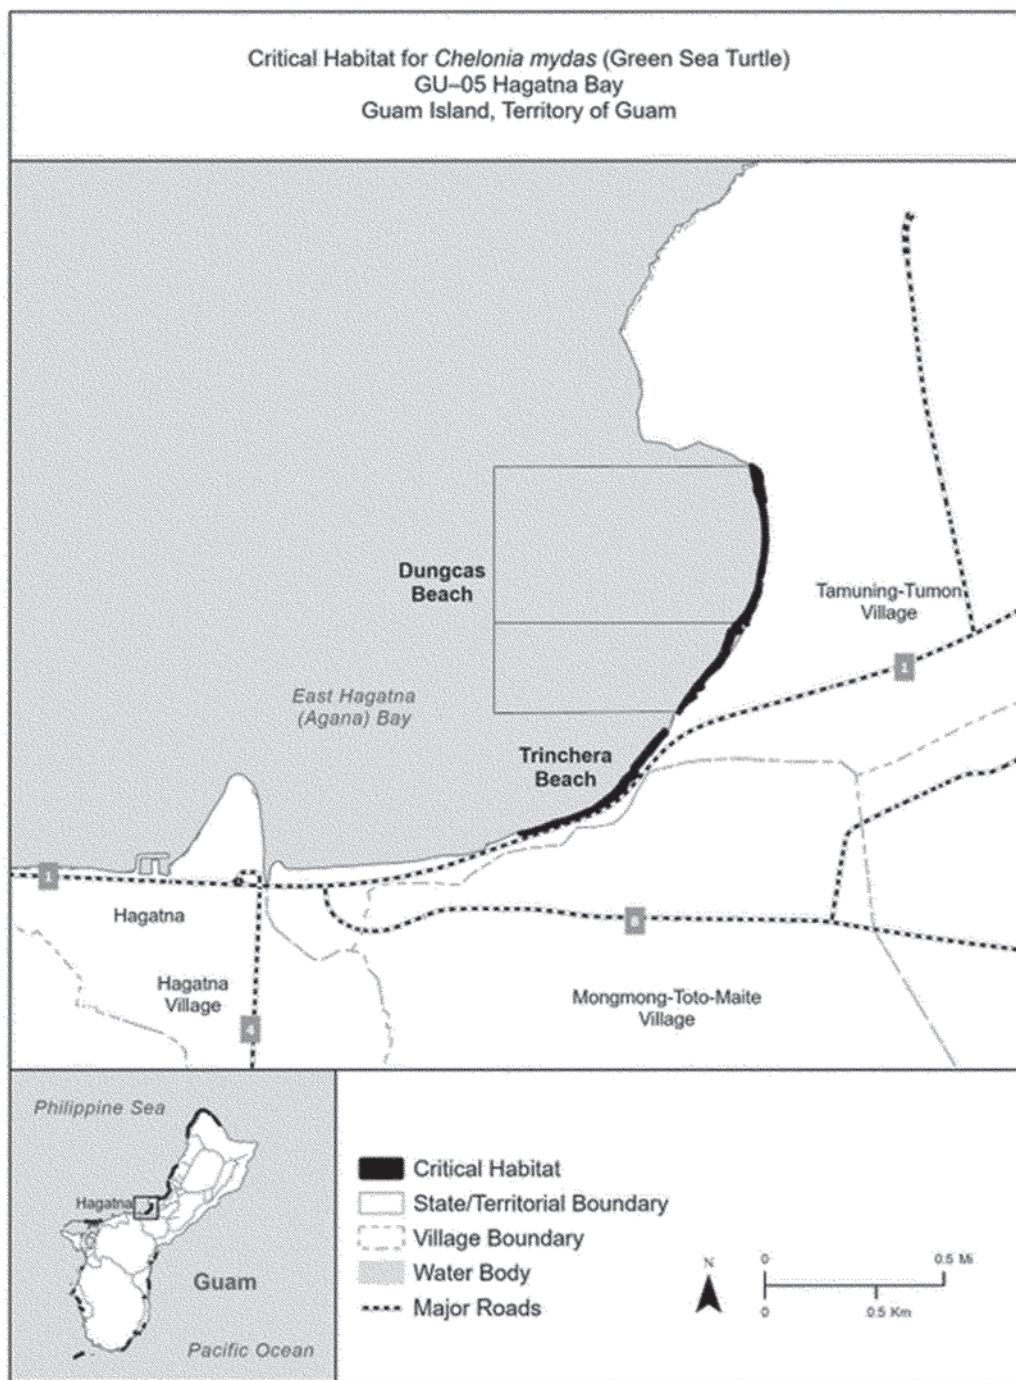 Critical Habitat for Chelonia mydas (Green Sea Turtle)
GU–05 Hagatna Bay
Guam Island, Territory of Guam
Dungcas
Beach
Tamuning-Tumon
Village
1
East Hagatna
(Agana) Bay
Trinchera
Beach
1
Hagatna
8
Hagatna
Village
Mongmong-Toto-Maite
Village
4
Philippine Sea
Hagatna
Guam
Pacific Ocean
Critical Habitat
State/Territorial Boundary
Village Boundary
Water Body
Major Roads
N
0 0.5 Mi
0 0.5 Km